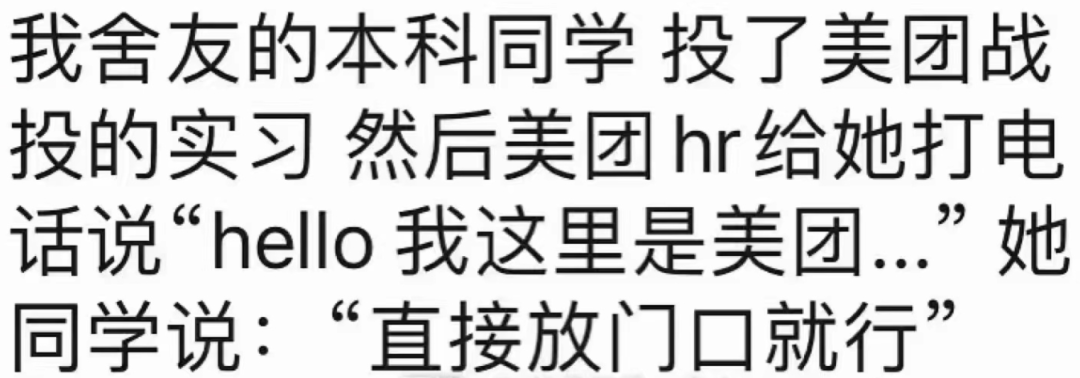 我舍友的本科同学 投了美团战
投的实习 然后美团hr给她打电
话说“hello 我这里是美团...” 她
同学说：“直接放门口就行”